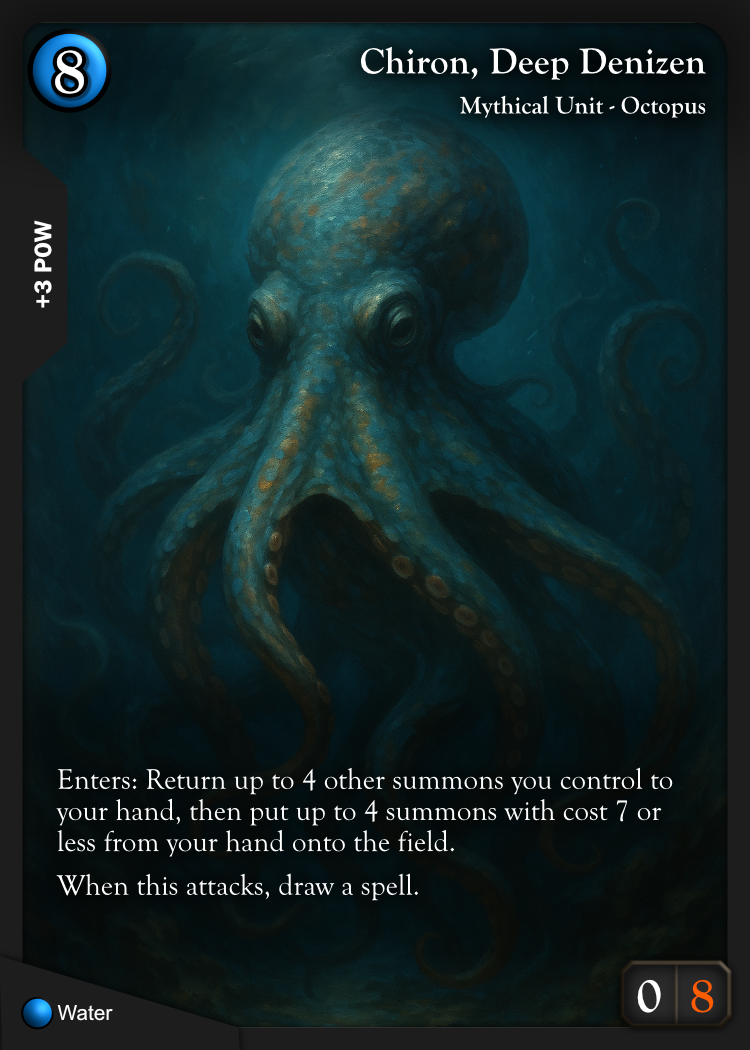 8
Chiron, Deep Denizen
Mythical Unit - Octopus
+3 POW
Enters: Return up to 4 other summons you control to
your hand, then put up to 4 summons with cost 7 or
less from your hand onto the field.
When this attacks, draw a spell.
0 8
Water